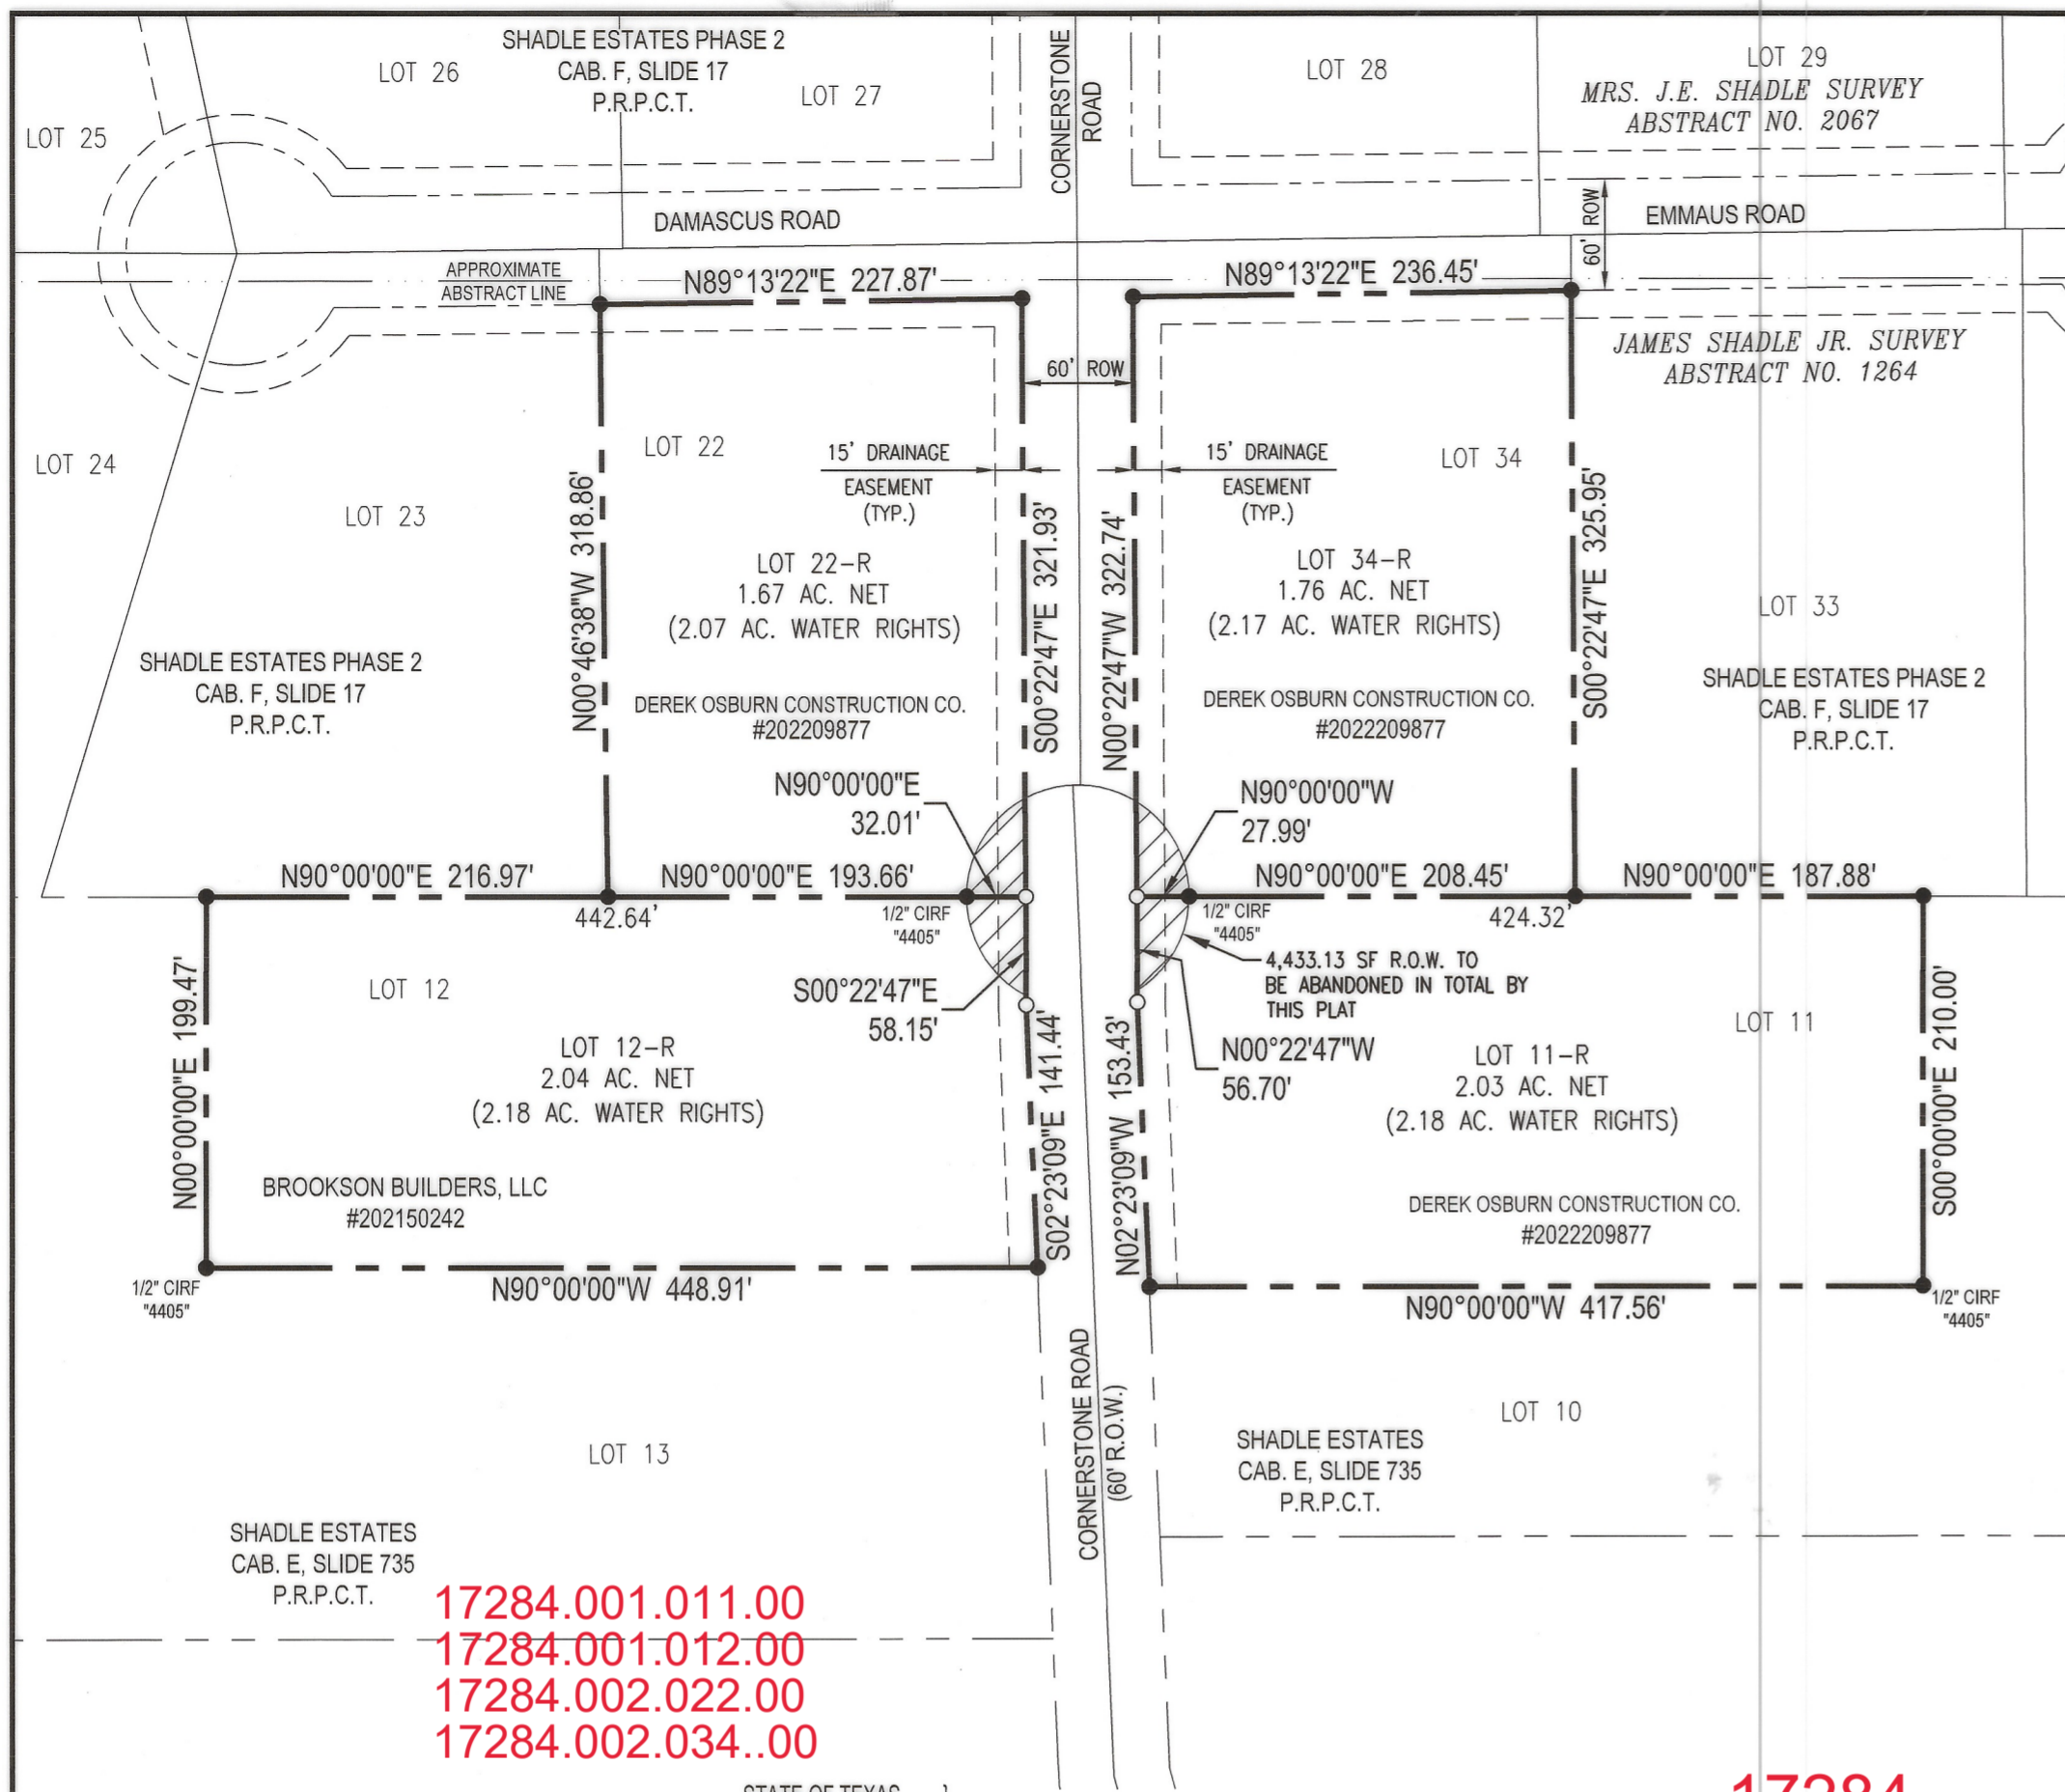 SHADLE ESTATES PHASE 2
CAB. F, SLIDE 17
P.R.P.C.T.
LOT 25
LOT 26
LOT 27
CORNERSTONE
ROAD
LOT 28
LOT 29
MRS. J.E. SHADLE SURVEY
ABSTRACT NO. 2067
DAMASCUS ROAD
60' ROW
EMMAUS ROAD
APPROXIMATE
ABSTRACT LINE
N89°13'22"E 227.87'
N89°13'22"E 236.45'
JAMES SHADLE JR. SURVEY
ABSTRACT NO. 1264
60' ROW
LOT 24
LOT 23
LOT 22
15' DRAINAGE
EASEMENT
(TYP.)
15' DRAINAGE
EASEMENT
(TYP.)
LOT 34
N00°46'38"W 318.86'
LOT 22-R
1.67 AC. NET
(2.07 AC. WATER RIGHTS)
S00°22'47"E 321.93'
N00°22'47"W 322.74'
LOT 34-R
1.76 AC. NET
(2.17 AC. WATER RIGHTS)
S00°22'47"E 325.95'
LOT 33
SHADLE ESTATES PHASE 2
CAB. F, SLIDE 17
P.R.P.C.T.
DEREK OSBURN CONSTRUCTION CO.
#202209877
DEREK OSBURN CONSTRUCTION CO.
#2022209877
SHADLE ESTATES PHASE 2
CAB. F, SLIDE 17
P.R.P.C.T.
N90°00'00"E
32.01'
N90°00'00"W
27.99'
N90°00'00"E 216.97'
N90°00'00"E 193.66'
N90°00'00"E 208.45'
N90°00'00"E 187.88'
442.64'
1/2" CIRF
"4405"
1/2" CIRF
"4405"
424.32'
4,433.13 SF R.O.W. TO
BE ABANDONED IN TOTAL BY
THIS PLAT
N00°00'00"E 199.47'
LOT 12
S00°22'47"E
58.15'
LOT 11
S00°00'00"E 210.00'
LOT 12-R
2.04 AC. NET
(2.18 AC. WATER RIGHTS)
S02°23'09"E 141.44'
N02°23'09"W 153.43'
N00°22'47"W
56.70'
LOT 11-R
2.03 AC. NET
(2.18 AC. WATER RIGHTS)
BROOKSON BUILDERS, LLC
#202150242
DEREK OSBURN CONSTRUCTION CO.
#2022209877
1/2" CIRF
"4405"
N90°00'00"W 448.91'
N90°00'00"W 417.56'
1/2" CIRF
"4405"
CORNERSTONE ROAD
(60' R.O.W.)
LOT 10
LOT 13
SHADLE ESTATES
CAB. E, SLIDE 735
P.R.P.C.T.
SHADLE ESTATES
CAB. E, SLIDE 735
P.R.P.C.T.
17284.001.011.00
17284.001.012.00
17284.002.022.00
17284.002.034..00
STATE OF TEXAS
17284